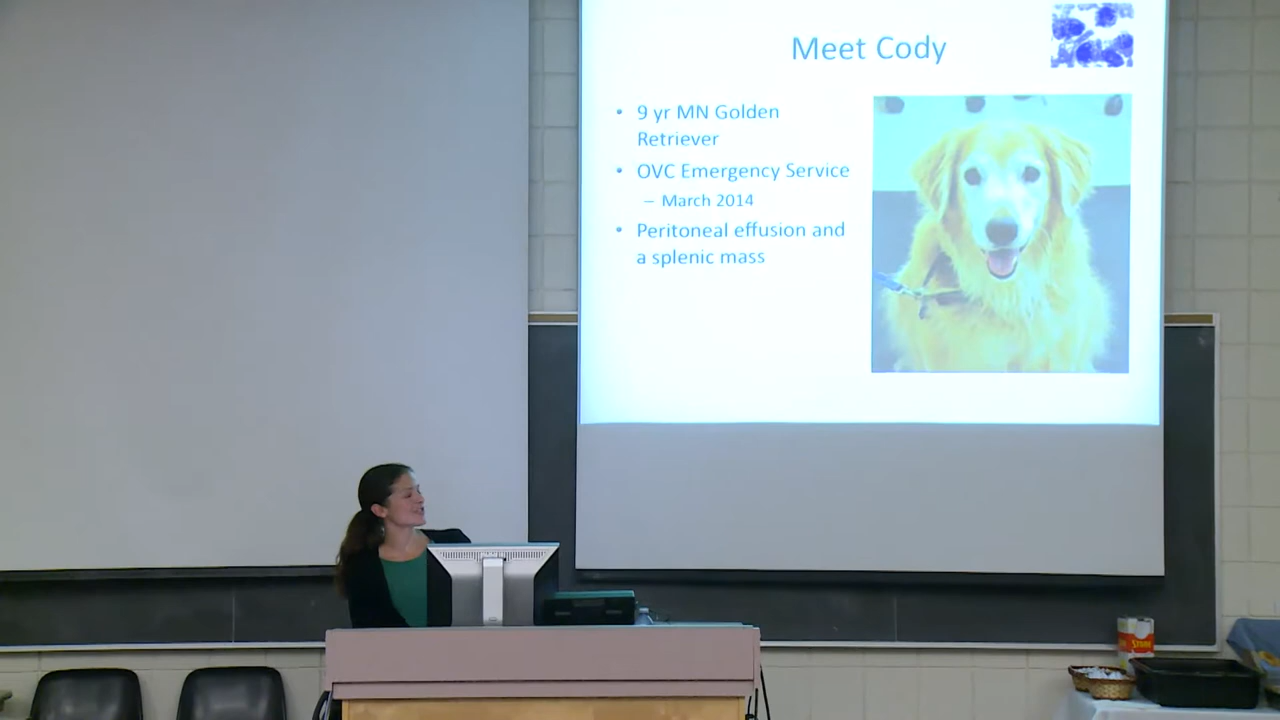 Meet Cody
• 9 yr MN Golden
Retriever
• OVC Emergency Service
– March 2014
• Peritoneal effusion and
a splenic mass